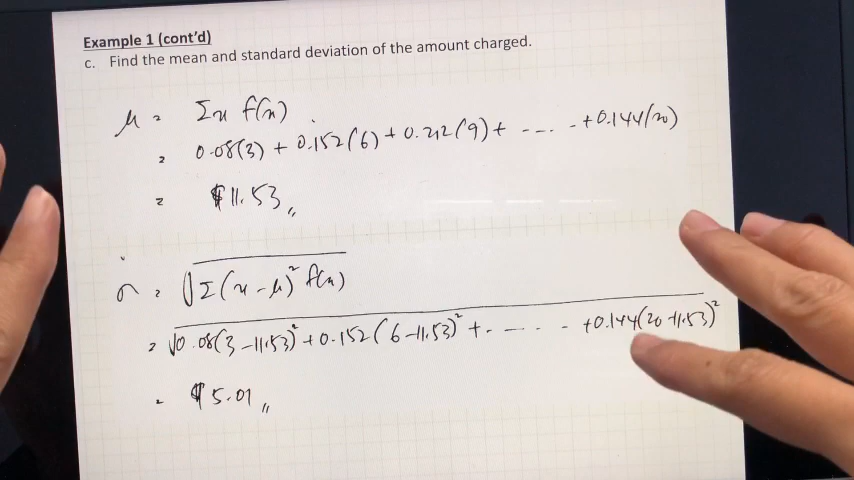 Example 1 (cont'd)
c. Find the mean and standard deviation of the amount charged.
μ = Σx f(x)
= 0.08(3) + 0.152(6) + 0.212(9) + ---- - +0.144(20)
= $11.53 〃
σ = √Σ(x-μ)² f(x)
= √0.08(3-11.53)² + 0.152(6-11.53)² + - --- - - +0.144(20-11.53)²
= $5.01 〃